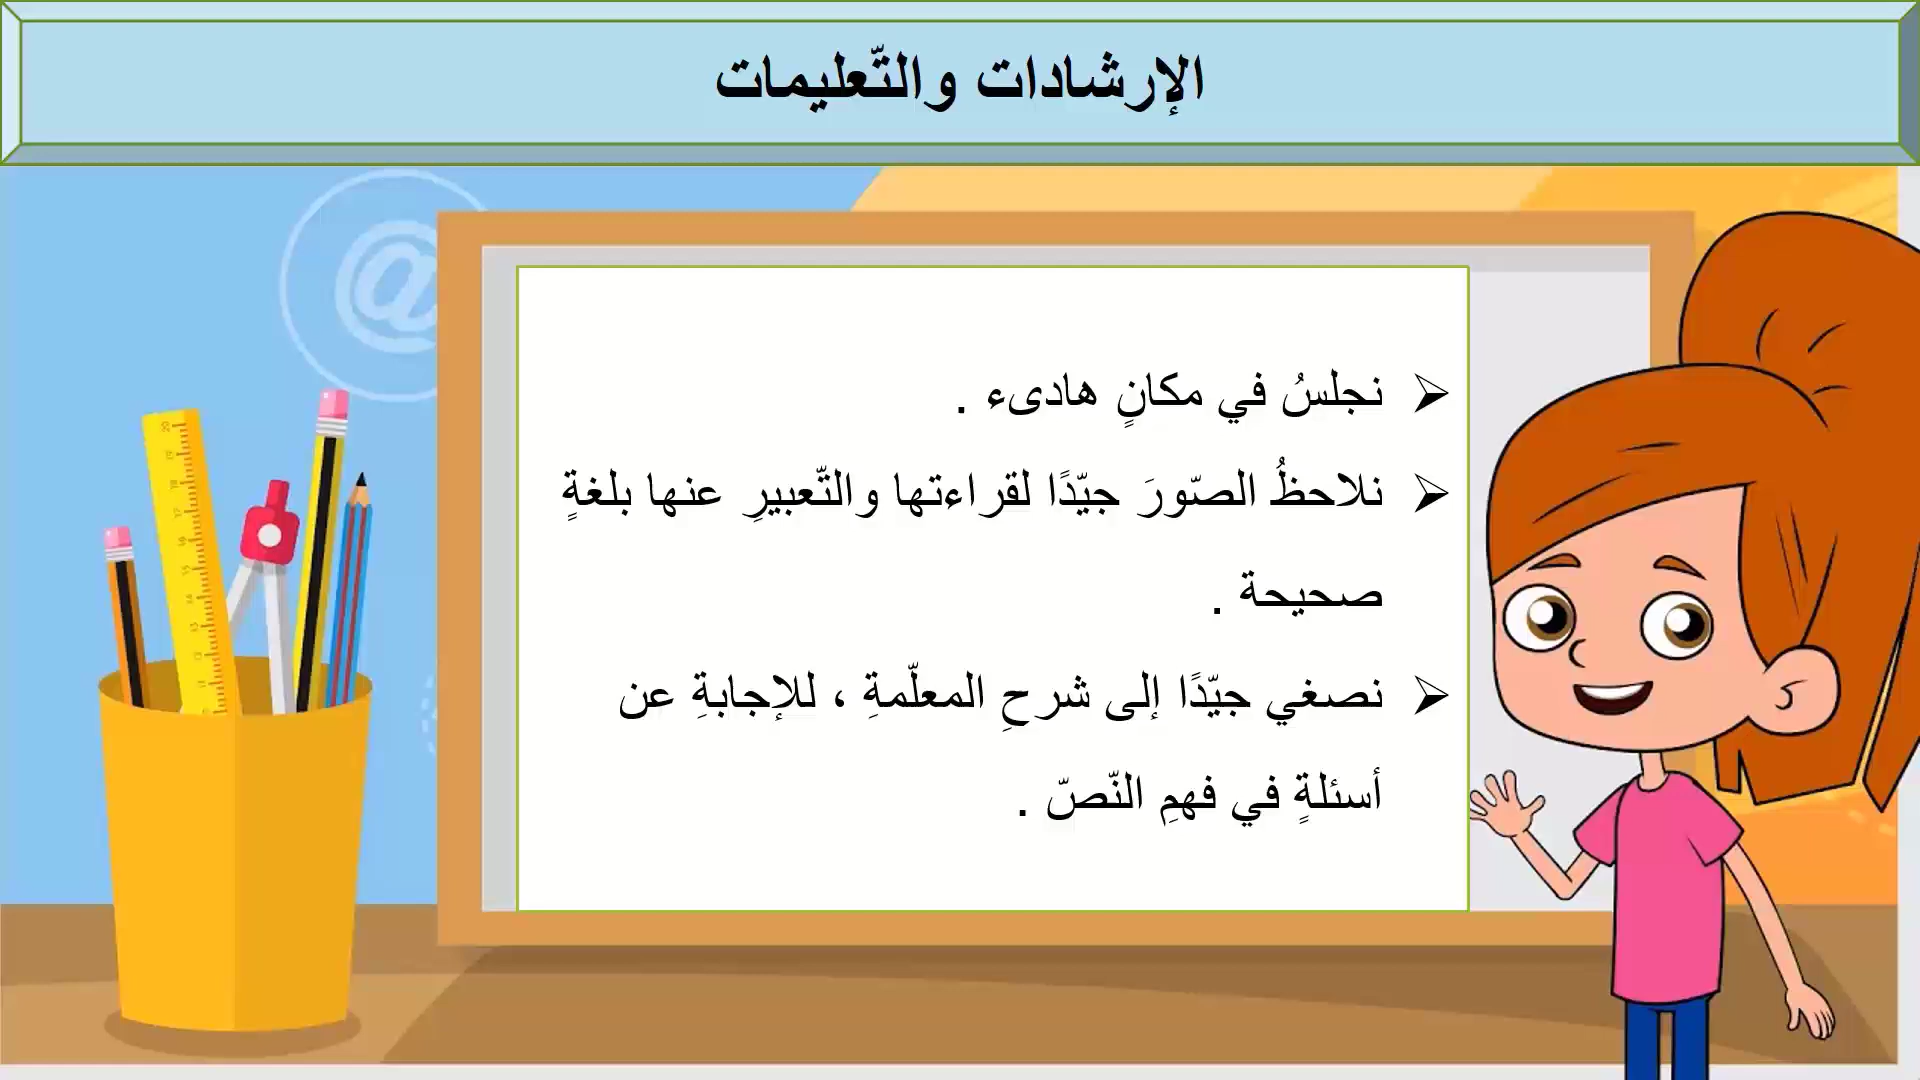 الإرشادات والتّعليمات
نجلسُ في مكانٍ هادىء .
نلاحظُ الصّورَ جيّدًا لقراءتها والتّعبيرِ عنها بلغةٍ
صحيحة .
نصغي جيّدًا إلى شرحِ المعلّمةِ ، للإجابةِ عن
أسئلةٍ في فهمِ النّصّ .